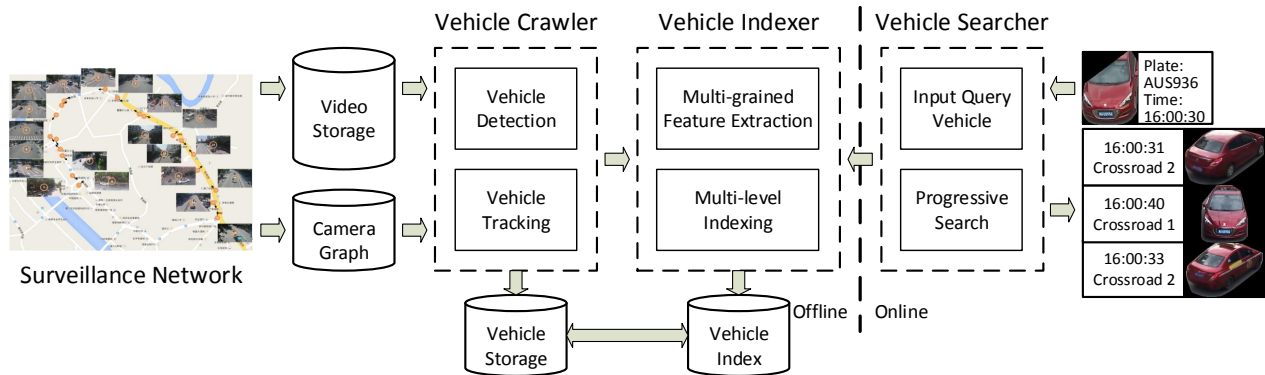 Vehicle Crawler
Vehicle Indexer
Vehicle Searcher
Surveillance Network
Video
Storage
Camera
Graph
Vehicle
Detection
Vehicle
Tracking
Multi-grained
Feature Extraction
Multi-level
Indexing
Input Query
Vehicle
Progressive
Search
Plate:
AUS936
Time:
16:00:30
16:00:31
Crossroad 2
16:00:40
Crossroad 1
16:00:33
Crossroad 2
Vehicle
Storage
Vehicle
Index
Offline
Online